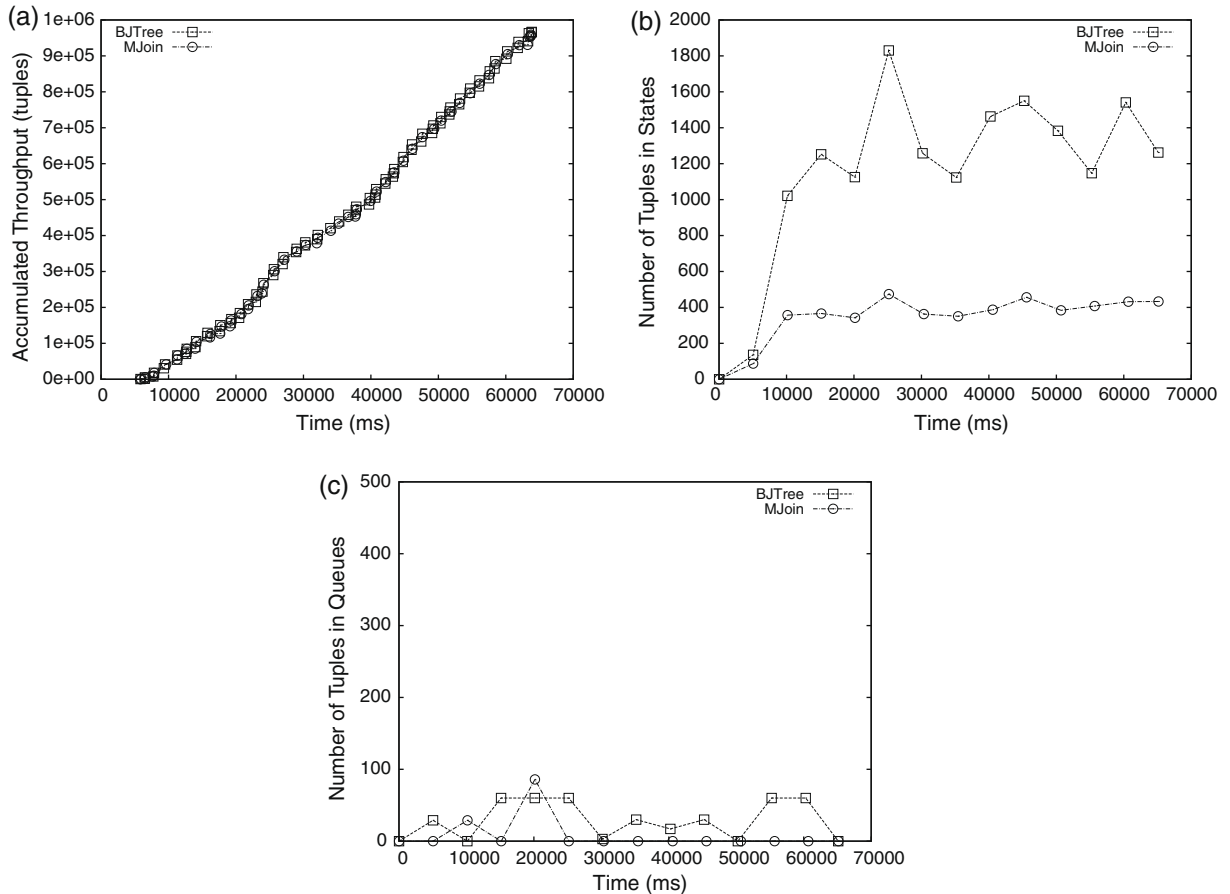 (a)
Accumulated Throughput (tuples)
1e+06
9e+05
8e+05
7e+05
6e+05
5e+05
4e+05
3e+05
2e+05
1e+05
0e+00
BJTree
MJoin
0 10000 20000 30000 40000 50000 60000 70000
Time (ms)
(b)
Number of Tuples in States
2000
1800
1600
1400
1200
1000
800
600
400
200
0
BJTree
MJoin
0 10000 20000 30000 40000 50000 60000 70000
Time (ms)
(c)
Number of Tuples in Queues
500
400
300
200
100
0
BJTree
MJoin
0 10000 20000 30000 40000 50000 60000 70000
Time (ms)